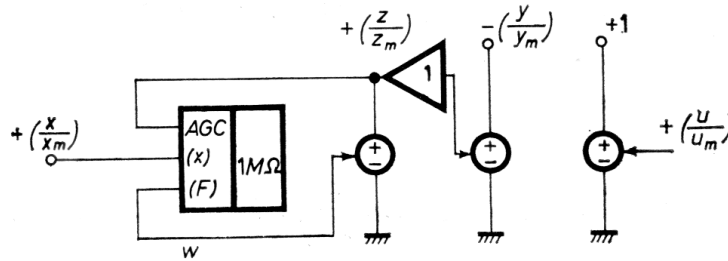 + (z/z_m)
− (y/y_m)
+1
1
+ (x/x_m)
AGC
(x)
(F)
1MΩ
+ (u/u_m)
+
−
+
−
+
−
w